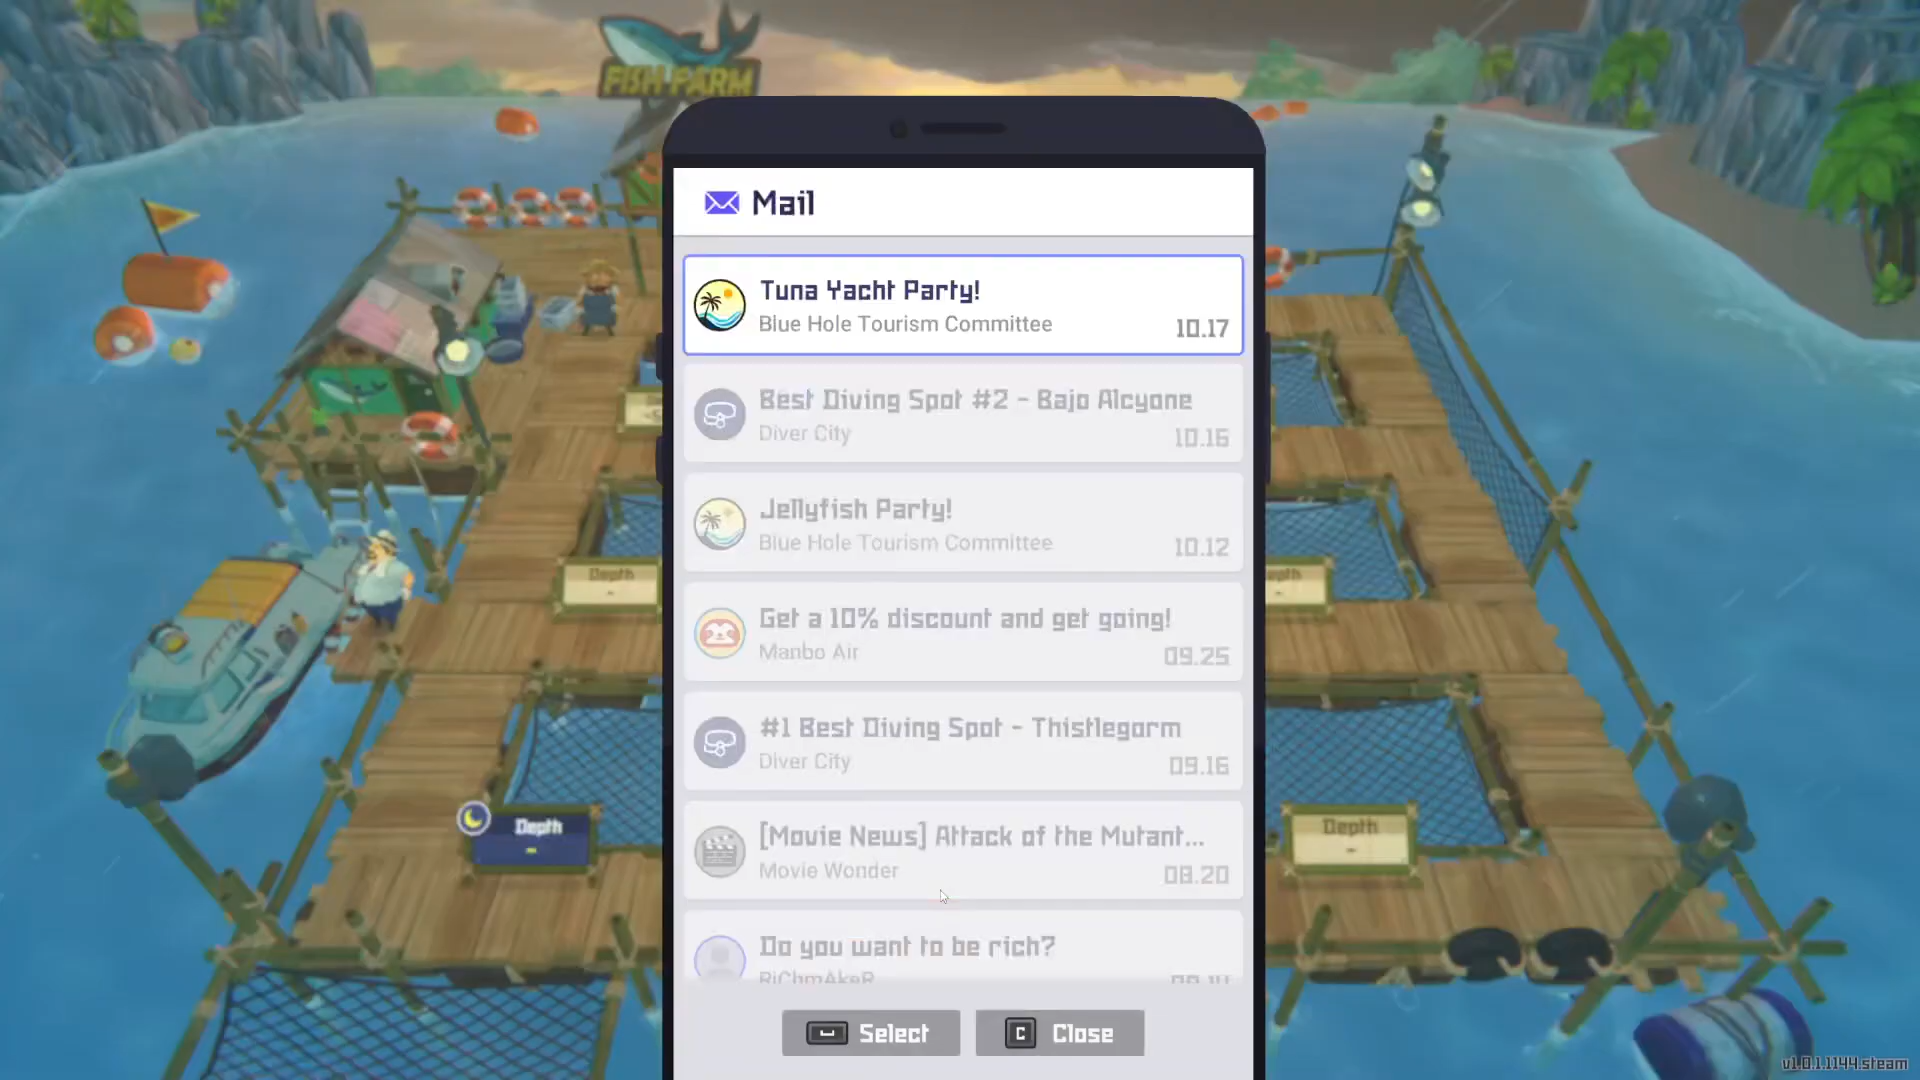 FISH FARM
Mail
Tuna Yacht Party!
Blue Hole Tourism Committee
10.17
Best Diving Spot #2 - Bajo Alcyone
Diver City
10.16
Jellyfish Party!
Blue Hole Tourism Committee
10.12
Get a 10% discount and get going!
Manbo Air
09.25
#1 Best Diving Spot - Thistlegorm
Diver City
09.16
[Movie News] Attack of the Mutant...
Movie Wonder
08.20
Do you want to be rich?
RiChmAkeR
Depth
-
Depth
-
Depth
-
Select
C Close
v1.0.1.1144.steam